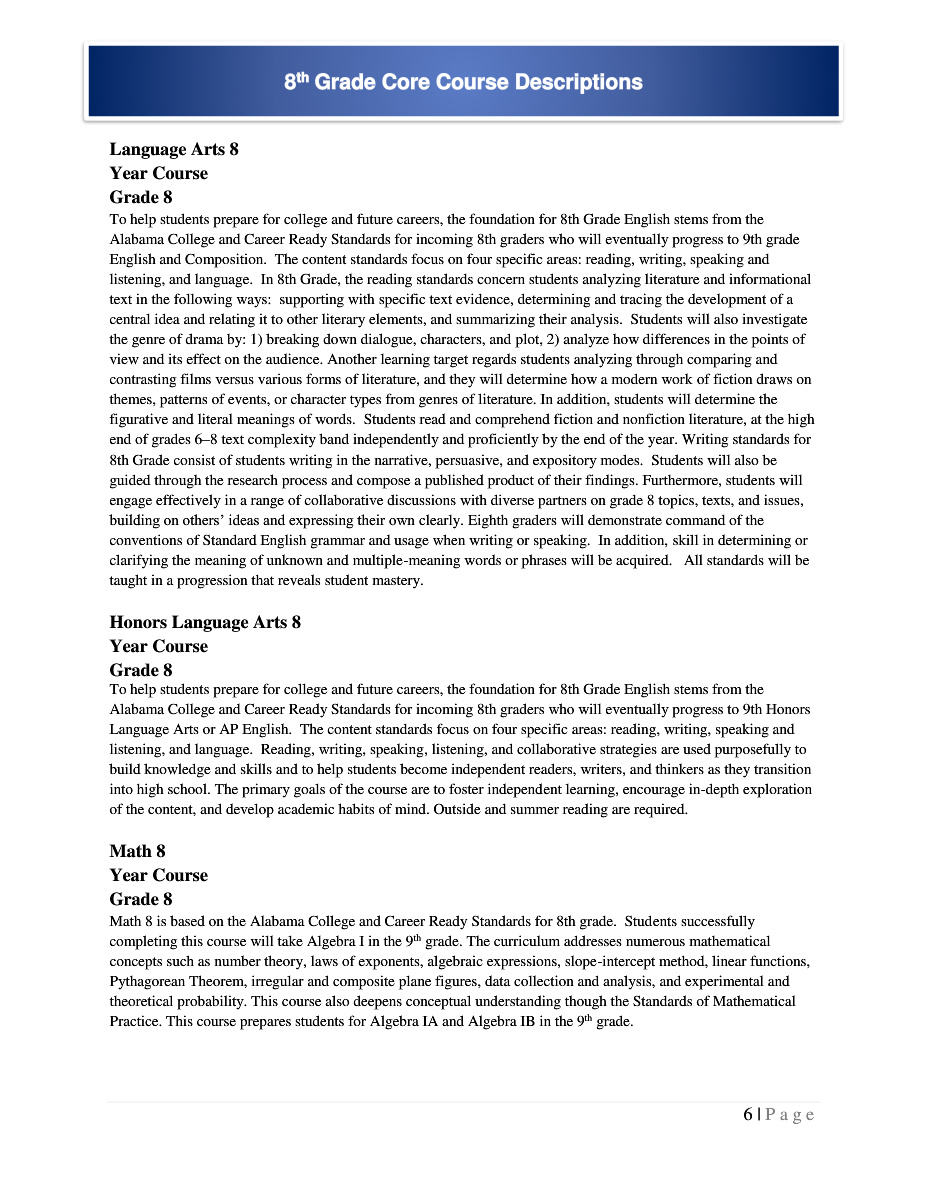 8th Grade Core Course Descriptions
Language Arts 8
Year Course
Grade 8
To help students prepare for college and future careers, the foundation for 8th Grade English stems from the
Alabama College and Career Ready Standards for incoming 8th graders who will eventually progress to 9th grade
English and Composition.  The content standards focus on four specific areas: reading, writing, speaking and
listening, and language.  In 8th Grade, the reading standards concern students analyzing literature and informational
text in the following ways:  supporting with specific text evidence, determining and tracing the development of a
central idea and relating it to other literary elements, and summarizing their analysis.  Students will also investigate
the genre of drama by: 1) breaking down dialogue, characters, and plot, 2) analyze how differences in the points of
view and its effect on the audience. Another learning target regards students analyzing through comparing and
contrasting films versus various forms of literature, and they will determine how a modern work of fiction draws on
themes, patterns of events, or character types from genres of literature. In addition, students will determine the
figurative and literal meanings of words.  Students read and comprehend fiction and nonfiction literature, at the high
end of grades 6–8 text complexity band independently and proficiently by the end of the year. Writing standards for
8th Grade consist of students writing in the narrative, persuasive, and expository modes.  Students will also be
guided through the research process and compose a published product of their findings. Furthermore, students will
engage effectively in a range of collaborative discussions with diverse partners on grade 8 topics, texts, and issues,
building on others’ ideas and expressing their own clearly. Eighth graders will demonstrate command of the
conventions of Standard English grammar and usage when writing or speaking.  In addition, skill in determining or
clarifying the meaning of unknown and multiple-meaning words or phrases will be acquired.   All standards will be
taught in a progression that reveals student mastery.
Honors Language Arts 8
Year Course
Grade 8
To help students prepare for college and future careers, the foundation for 8th Grade English stems from the
Alabama College and Career Ready Standards for incoming 8th graders who will eventually progress to 9th Honors
Language Arts or AP English.  The content standards focus on four specific areas: reading, writing, speaking and
listening, and language.  Reading, writing, speaking, listening, and collaborative strategies are used purposefully to
build knowledge and skills and to help students become independent readers, writers, and thinkers as they transition
into high school. The primary goals of the course are to foster independent learning, encourage in-depth exploration
of the content, and develop academic habits of mind. Outside and summer reading are required.
Math 8
Year Course
Grade 8
Math 8 is based on the Alabama College and Career Ready Standards for 8th grade.  Students successfully
completing this course will take Algebra I in the 9th grade. The curriculum addresses numerous mathematical
concepts such as number theory, laws of exponents, algebraic expressions, slope-intercept method, linear functions,
Pythagorean Theorem, irregular and composite plane figures, data collection and analysis, and experimental and
theoretical probability. This course also deepens conceptual understanding though the Standards of Mathematical
Practice. This course prepares students for Algebra IA and Algebra IB in the 9th grade.
6 | Page